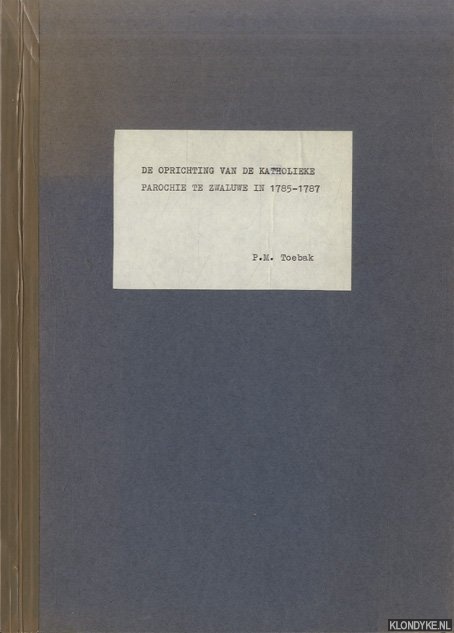 DE OPRICHTING VAN DE KATHOLIEKE
PAROCHIE TE ZWALUWE IN 1785-1787
P.M. Toebak
KLONDYKE.NL